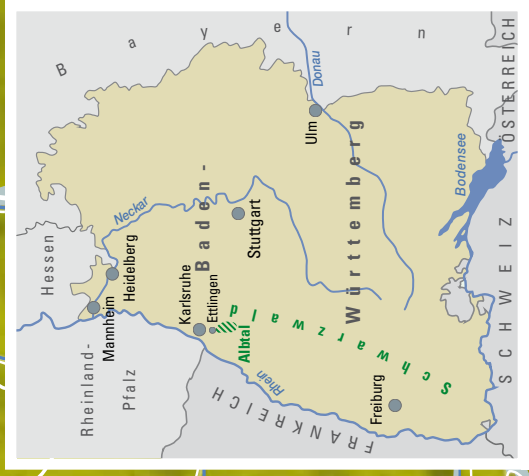 Hessen
Rheinland-
Pfalz
Mannheim
Heidelberg
Neckar
Bayern
Karlsruhe
Baden-
Ettlingen
Albtal
Stuttgart
Rhein
FRANKREICH
Schwarzwald
Württemberg
Ulm
Donau
Freiburg
Bodensee
SCHWEIZ
ÖSTERREICH